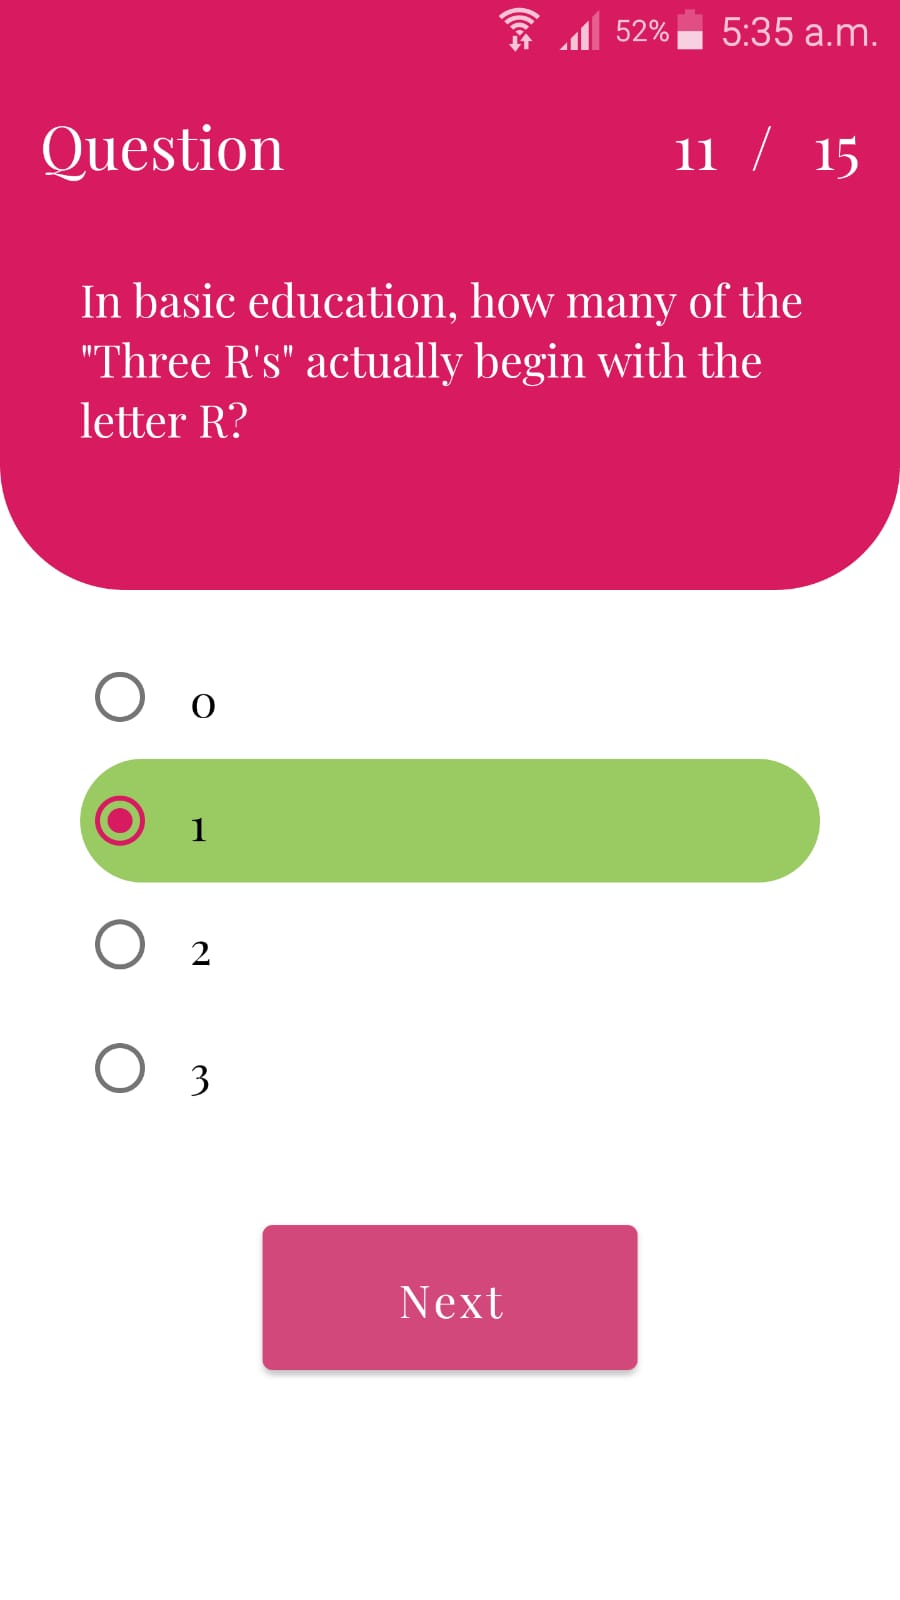 52% 5:35 a.m.
Question 11 / 15
In basic education, how many of the
"Three R's" actually begin with the
letter R?
0
1
2
3
Next